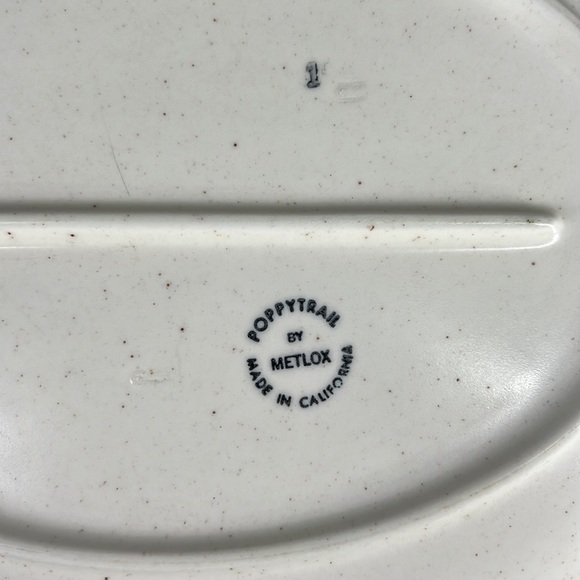 1
POPPYTRAIL
BY
METLOX
MADE IN CALIFORNIA